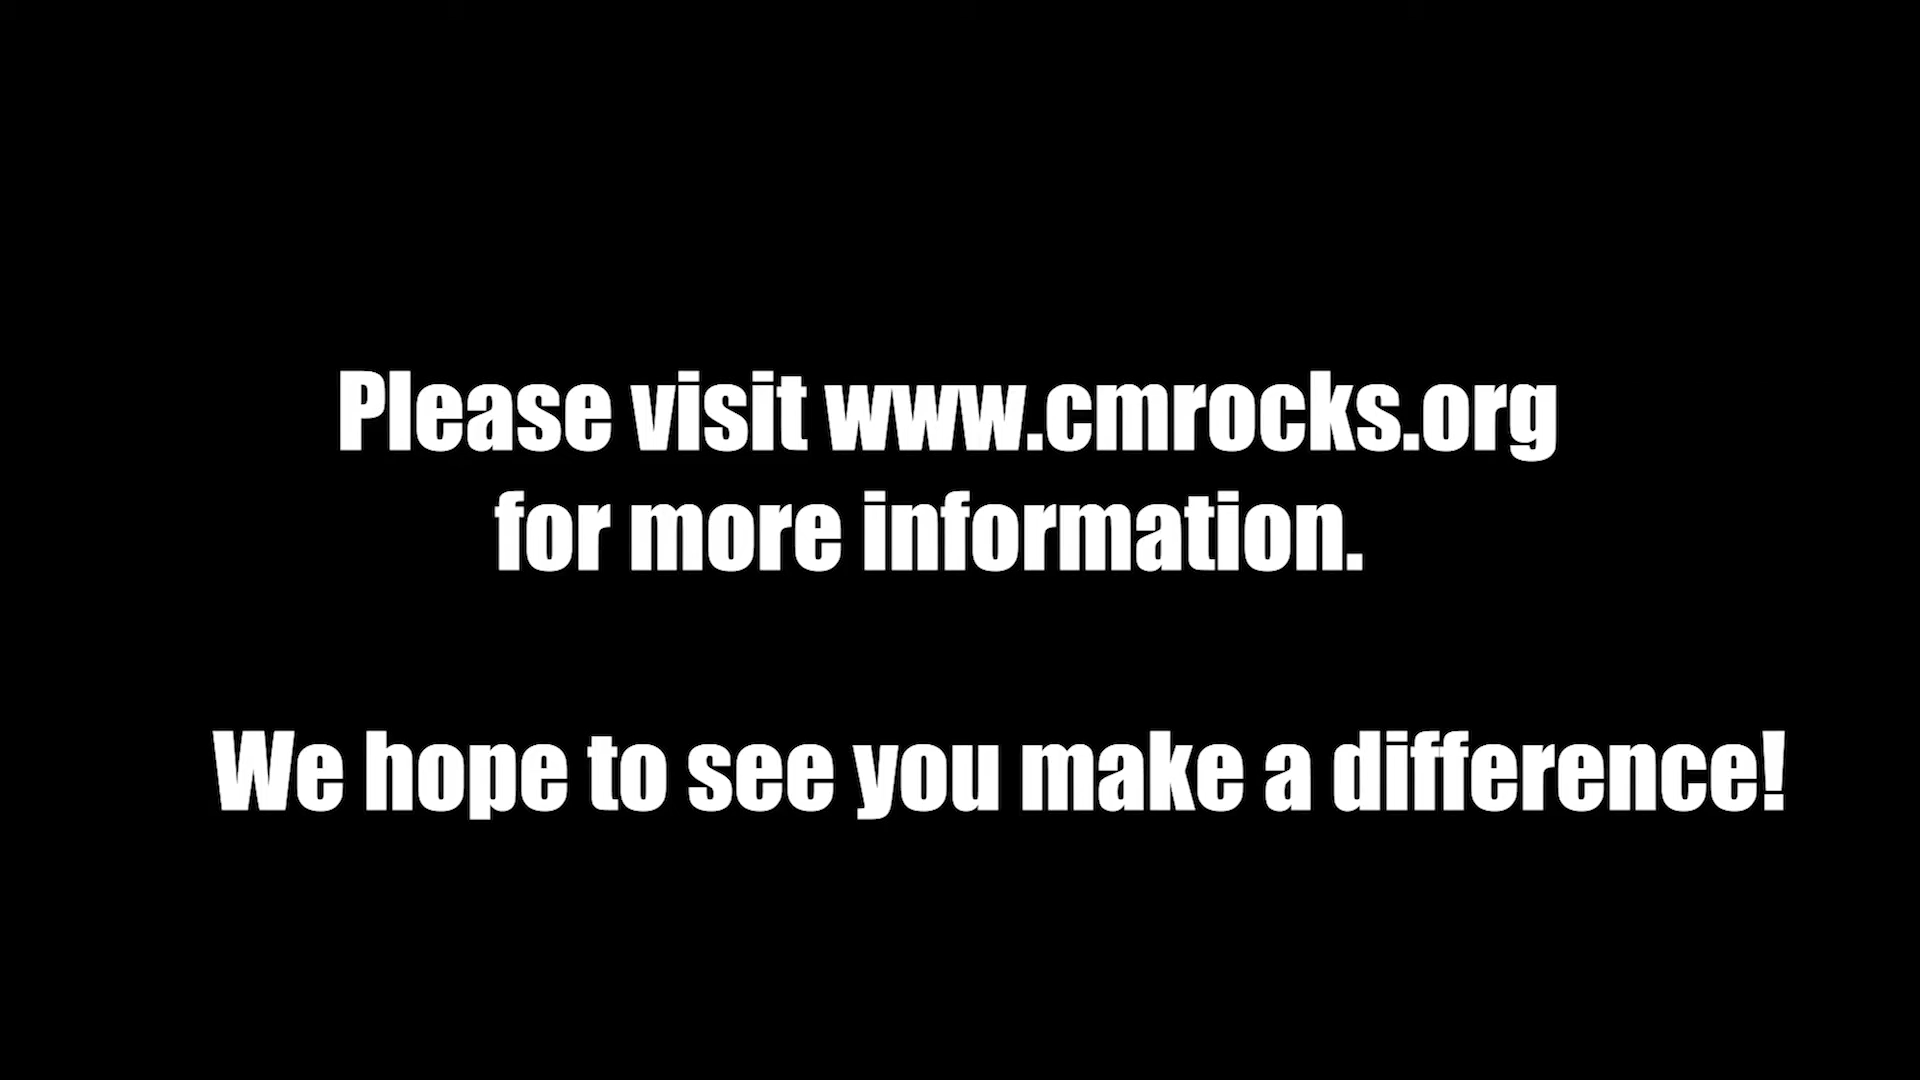 Please visit www.cmrocks.org
for more information.
We hope to see you make a difference!